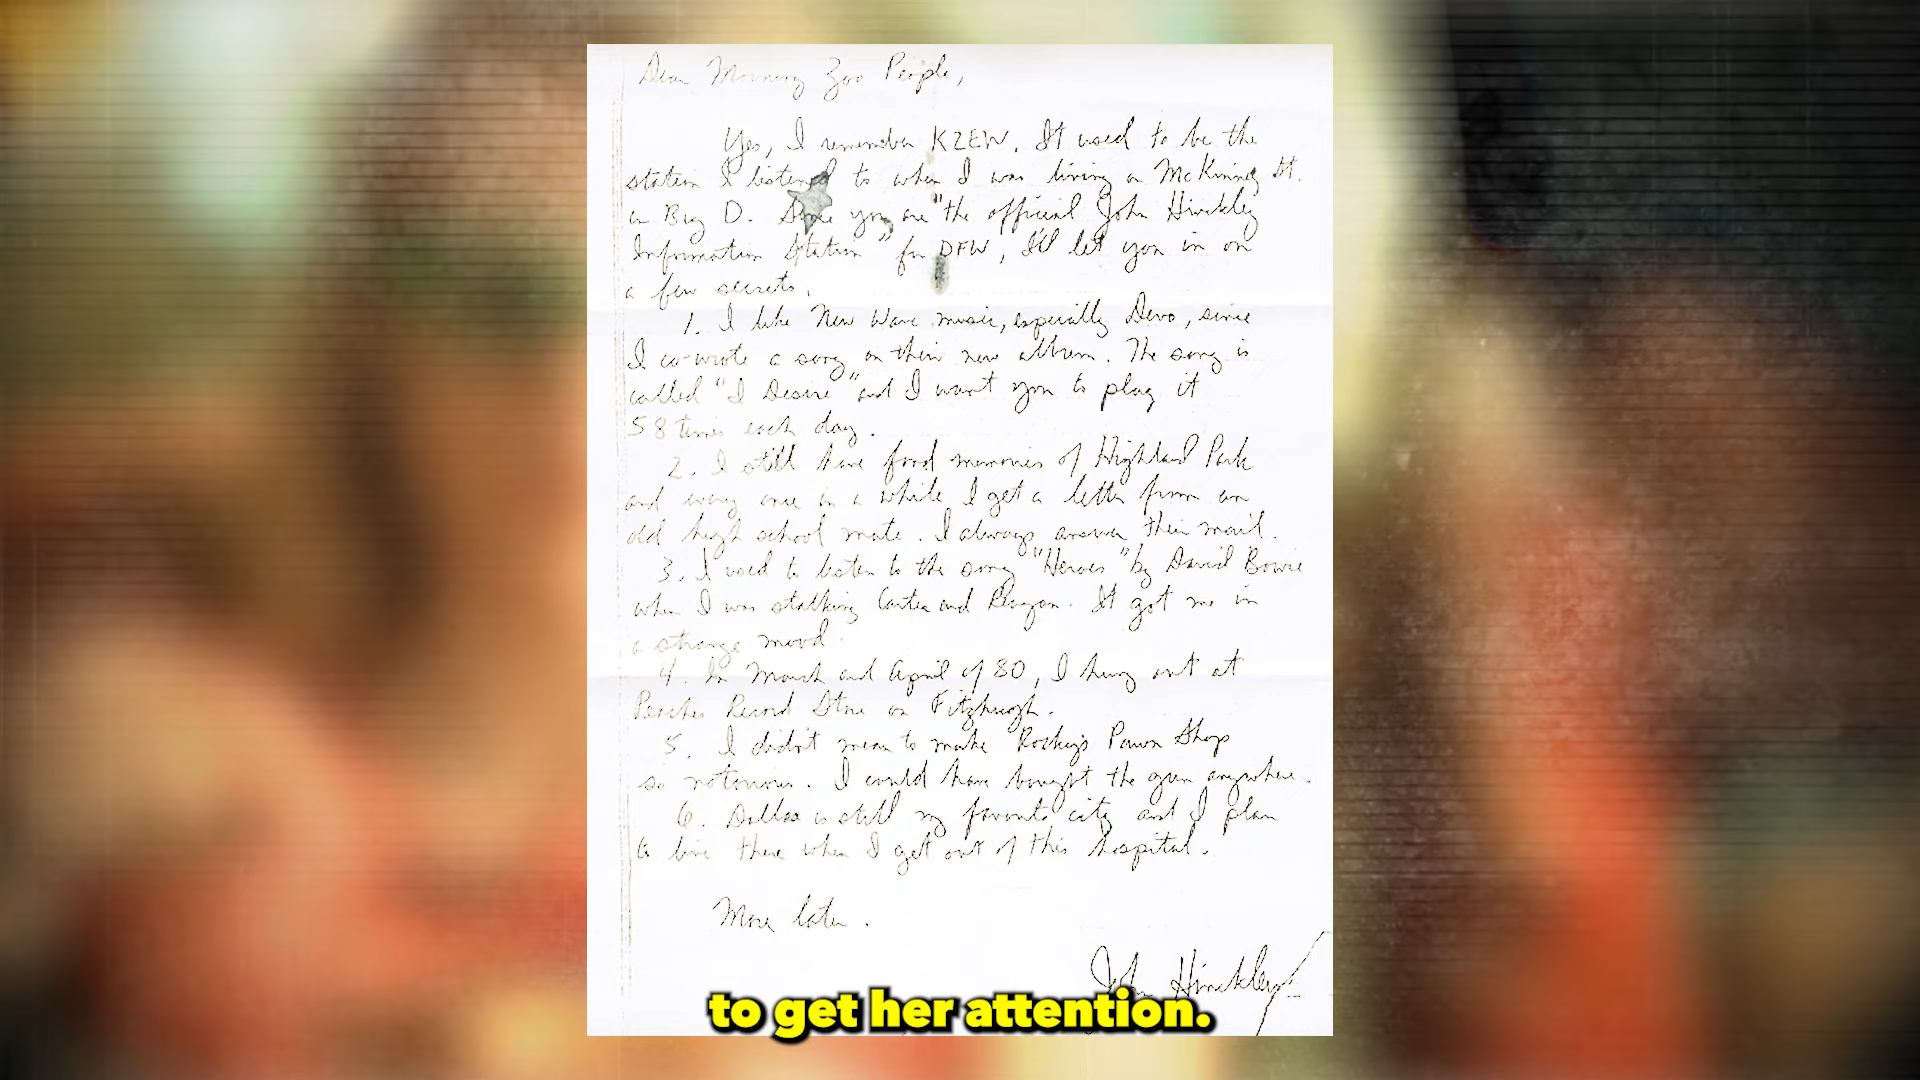 Dear Morning Zoo People,
Yes, I remember KZEW. It used to be the
station I listened to when I was living on McKinney St.
in Big D. Since you are "the official John Hinckley
Information Station" for DFW, I'll let you in on
a few secrets.
1. I like New Wave music, especially Devo, since
I co-wrote a song on their new album. The song is
called "I Desire" and I want you to play it
58 times each day.
2. I still have fond memories of Highland Park
and every once in a while I get a letter from an
old high school mate. I always answer their mail.
3. I used to listen to the song "Heroes" by David Bowie
when I was stalking Carter and Reagan. It got me in
a strange mood.
4. In March and April of 80, I hung out at
Peaches Record Store on Fitzhugh.
5. I didn't mean to make Rocky's Pawn Shop
so notorious. I could have bought the gun anywhere.
6. Dallas is still my favorite city and I plan
to live there when I get out of this hospital.
More later.
John Hinckley
to get her attention.